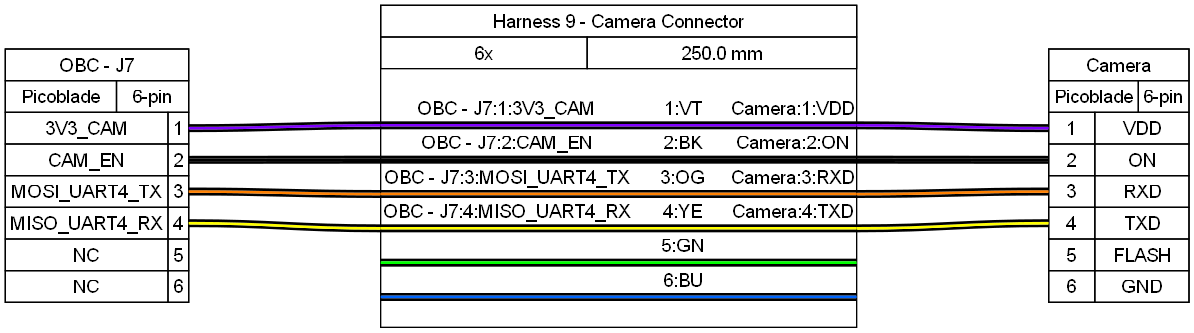 Harness 9 - Camera Connector
6x 250.0 mm
OBC - J7
Picoblade 6-pin
3V3_CAM 1
CAM_EN 2
MOSI_UART4_TX 3
MISO_UART4_RX 4
NC 5
NC 6
OBC - J7:1:3V3_CAM 1:VT Camera:1:VDD
OBC - J7:2:CAM_EN 2:BK Camera:2:ON
OBC - J7:3:MOSI_UART4_TX 3:OG Camera:3:RXD
OBC - J7:4:MISO_UART4_RX 4:YE Camera:4:TXD
5:GN
6:BU
Camera
Picoblade 6-pin
1 VDD
2 ON
3 RXD
4 TXD
5 FLASH
6 GND